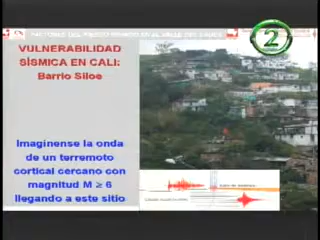 VULNERABILIDAD
SÍSMICA EN CALI:
Barrio Siloe
2
Imagínense la onda
de un terremoto
cortical cercano con
magnitud M ≥ 6
llegando a este sitio